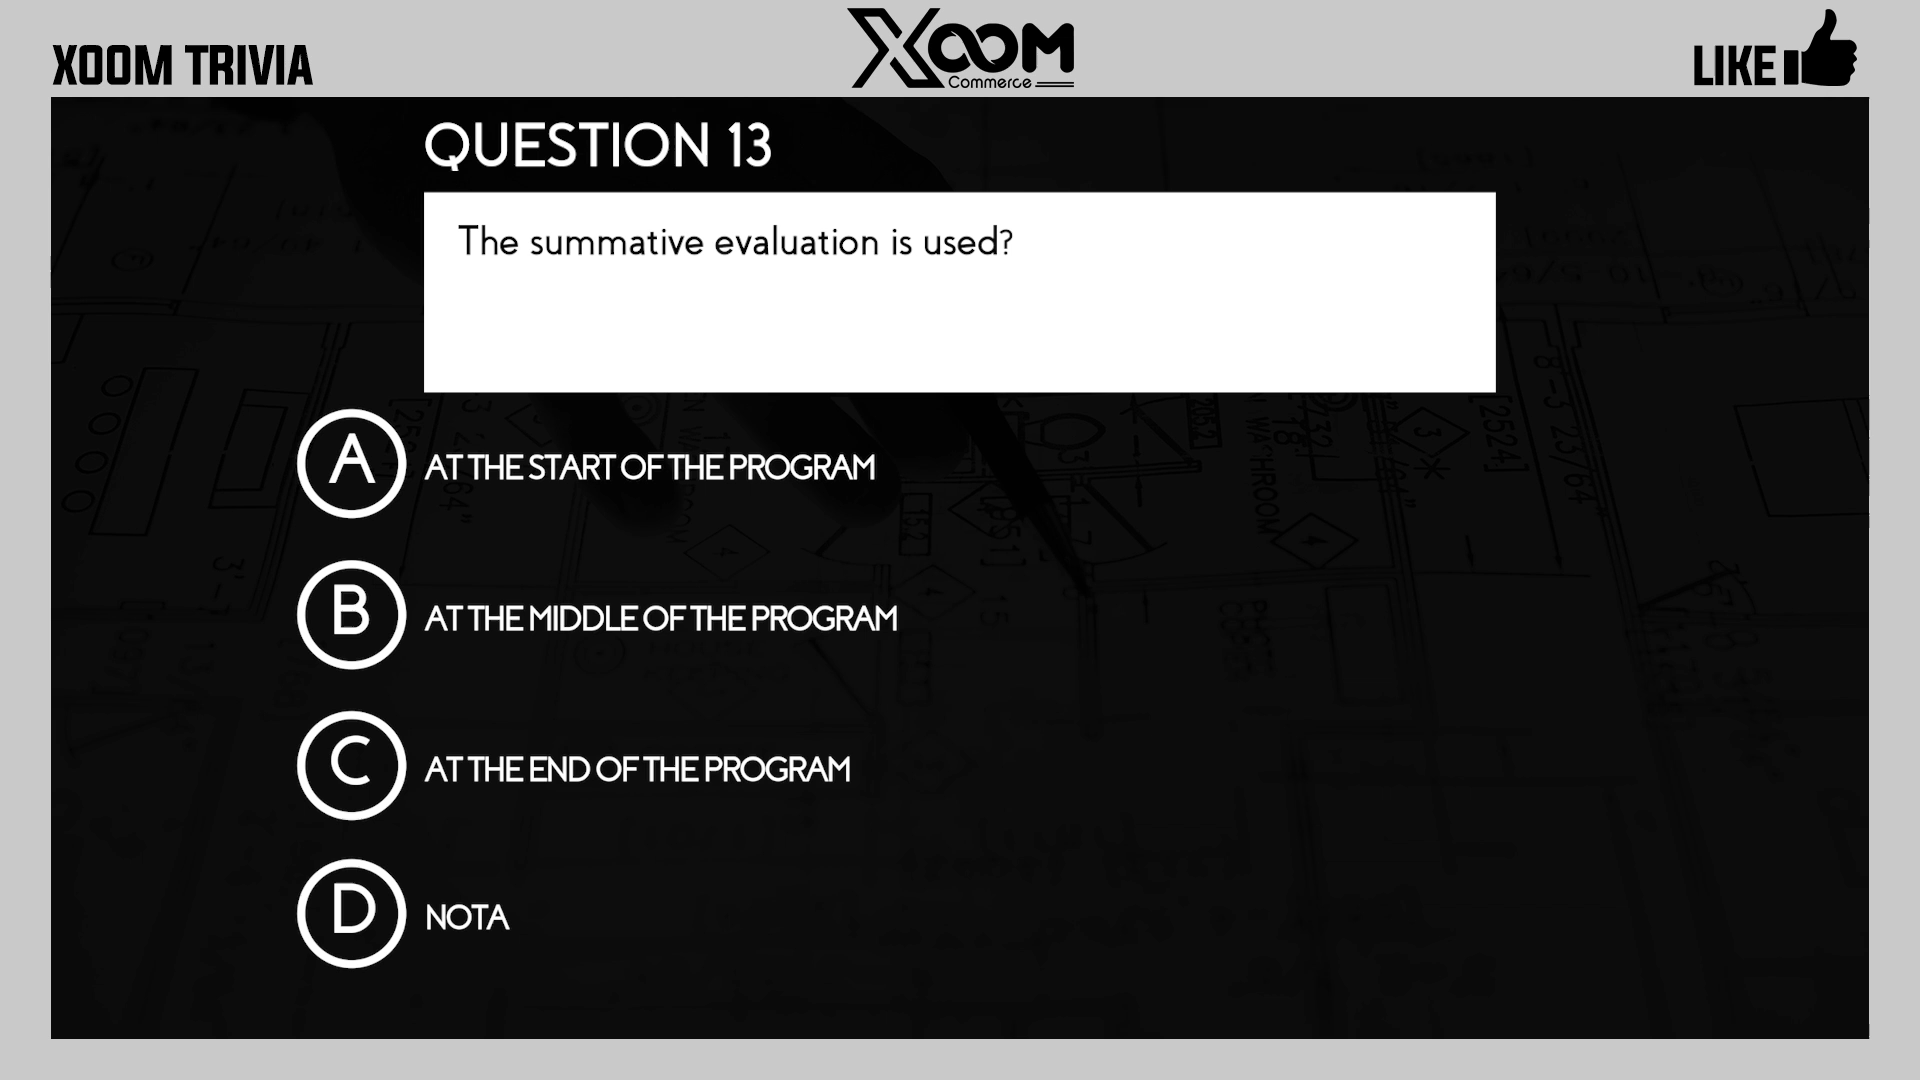 XOOM TRIVIA
XOOM
Commerce
LIKE
QUESTION 13
The summative evaluation is used?
A
AT THE START OF THE PROGRAM
B
AT THE MIDDLE OF THE PROGRAM
C
AT THE END OF THE PROGRAM
D
NOTA